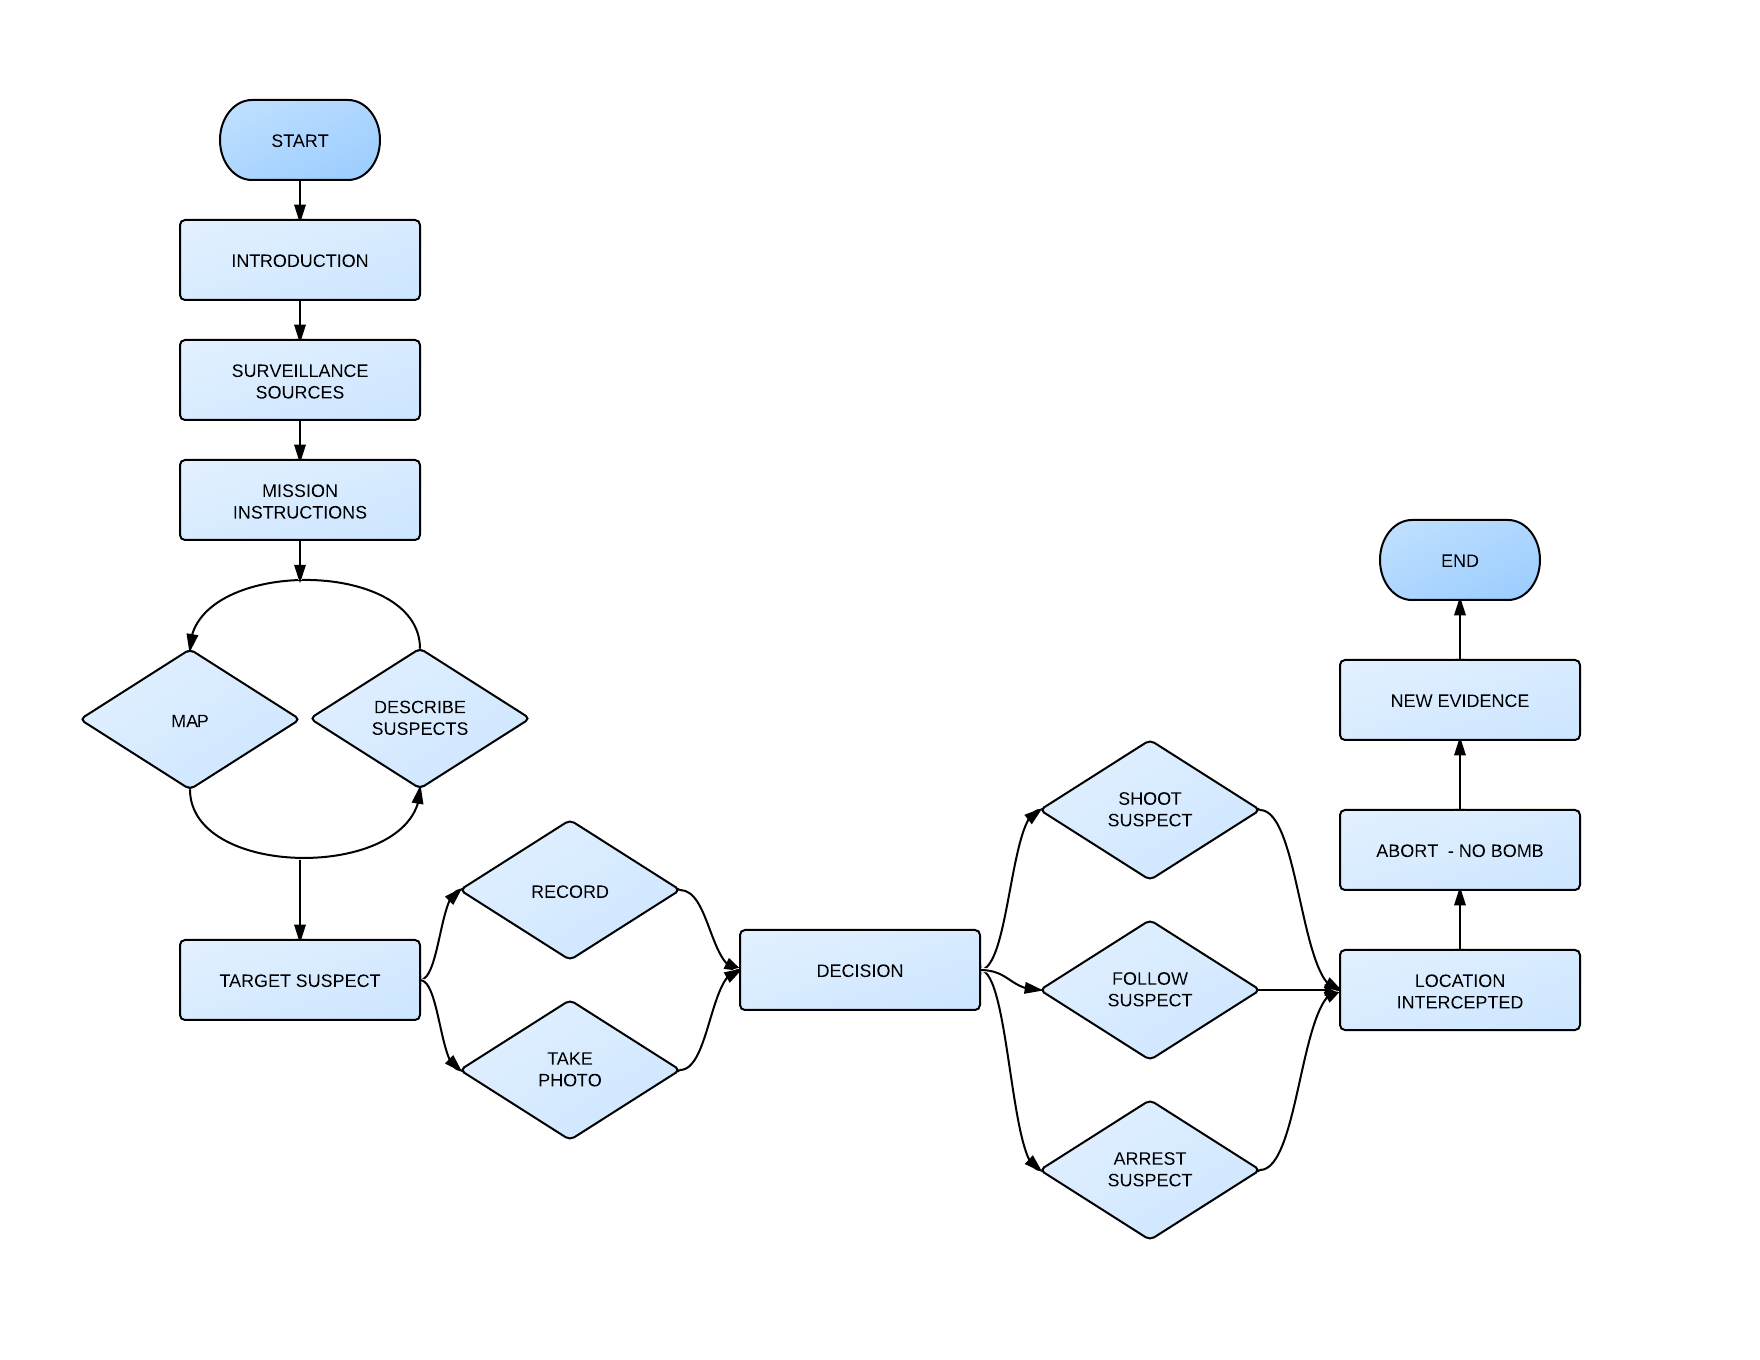 START
INTRODUCTION
SURVEILLANCE
SOURCES
MISSION
INSTRUCTIONS
MAP
DESCRIBE
SUSPECTS
TARGET SUSPECT
RECORD
TAKE
PHOTO
DECISION
SHOOT
SUSPECT
FOLLOW
SUSPECT
ARREST
SUSPECT
LOCATION
INTERCEPTED
ABORT  - NO BOMB
NEW EVIDENCE
END